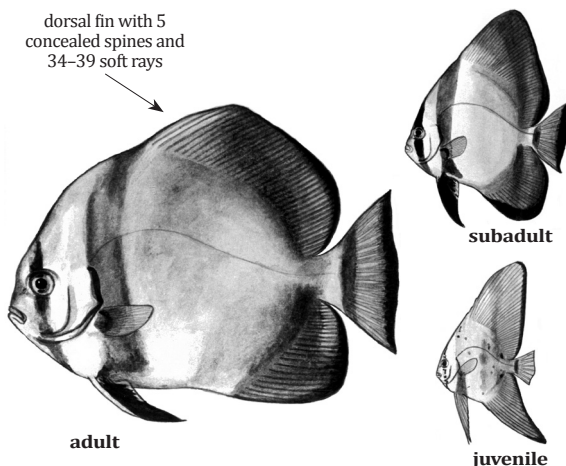 dorsal fin with 5
concealed spines and
34–39 soft rays
subadult
adult
juvenile